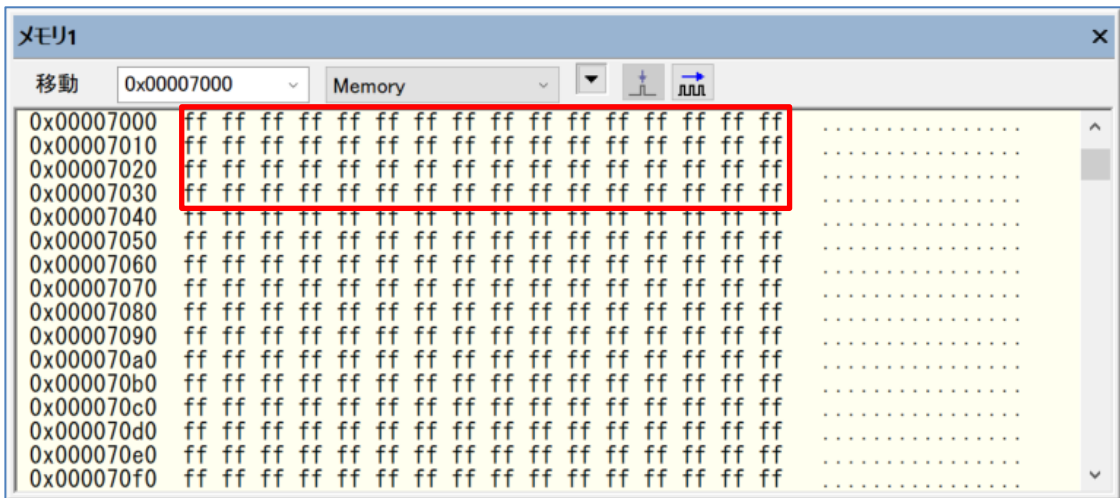 メモリ1
移動 0x00007000 Memory
0x00007000 ff ff ff ff ff ff ff ff ff ff ff ff ff ff ff ff ................
0x00007010 ff ff ff ff ff ff ff ff ff ff ff ff ff ff ff ff ................
0x00007020 ff ff ff ff ff ff ff ff ff ff ff ff ff ff ff ff ................
0x00007030 ff ff ff ff ff ff ff ff ff ff ff ff ff ff ff ff ................
0x00007040 ff ff ff ff ff ff ff ff ff ff ff ff ff ff ff ff ................
0x00007050 ff ff ff ff ff ff ff ff ff ff ff ff ff ff ff ff ................
0x00007060 ff ff ff ff ff ff ff ff ff ff ff ff ff ff ff ff ................
0x00007070 ff ff ff ff ff ff ff ff ff ff ff ff ff ff ff ff ................
0x00007080 ff ff ff ff ff ff ff ff ff ff ff ff ff ff ff ff ................
0x00007090 ff ff ff ff ff ff ff ff ff ff ff ff ff ff ff ff ................
0x000070a0 ff ff ff ff ff ff ff ff ff ff ff ff ff ff ff ff ................
0x000070b0 ff ff ff ff ff ff ff ff ff ff ff ff ff ff ff ff ................
0x000070c0 ff ff ff ff ff ff ff ff ff ff ff ff ff ff ff ff ................
0x000070d0 ff ff ff ff ff ff ff ff ff ff ff ff ff ff ff ff ................
0x000070e0 ff ff ff ff ff ff ff ff ff ff ff ff ff ff ff ff ................
0x000070f0 ff ff ff ff ff ff ff ff ff ff ff ff ff ff ff ff ................